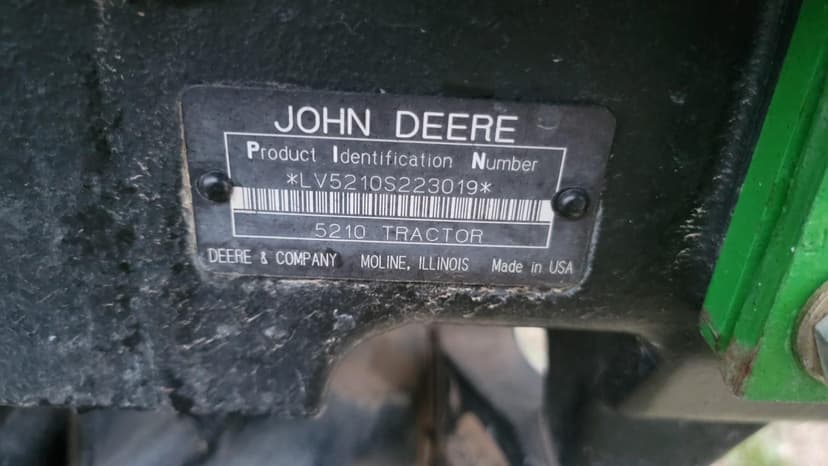 JOHN DEERE
Product Identification Number
*LV5210S223019*
5210 TRACTOR
DEERE & COMPANY MOLINE, ILLINOIS Made in USA